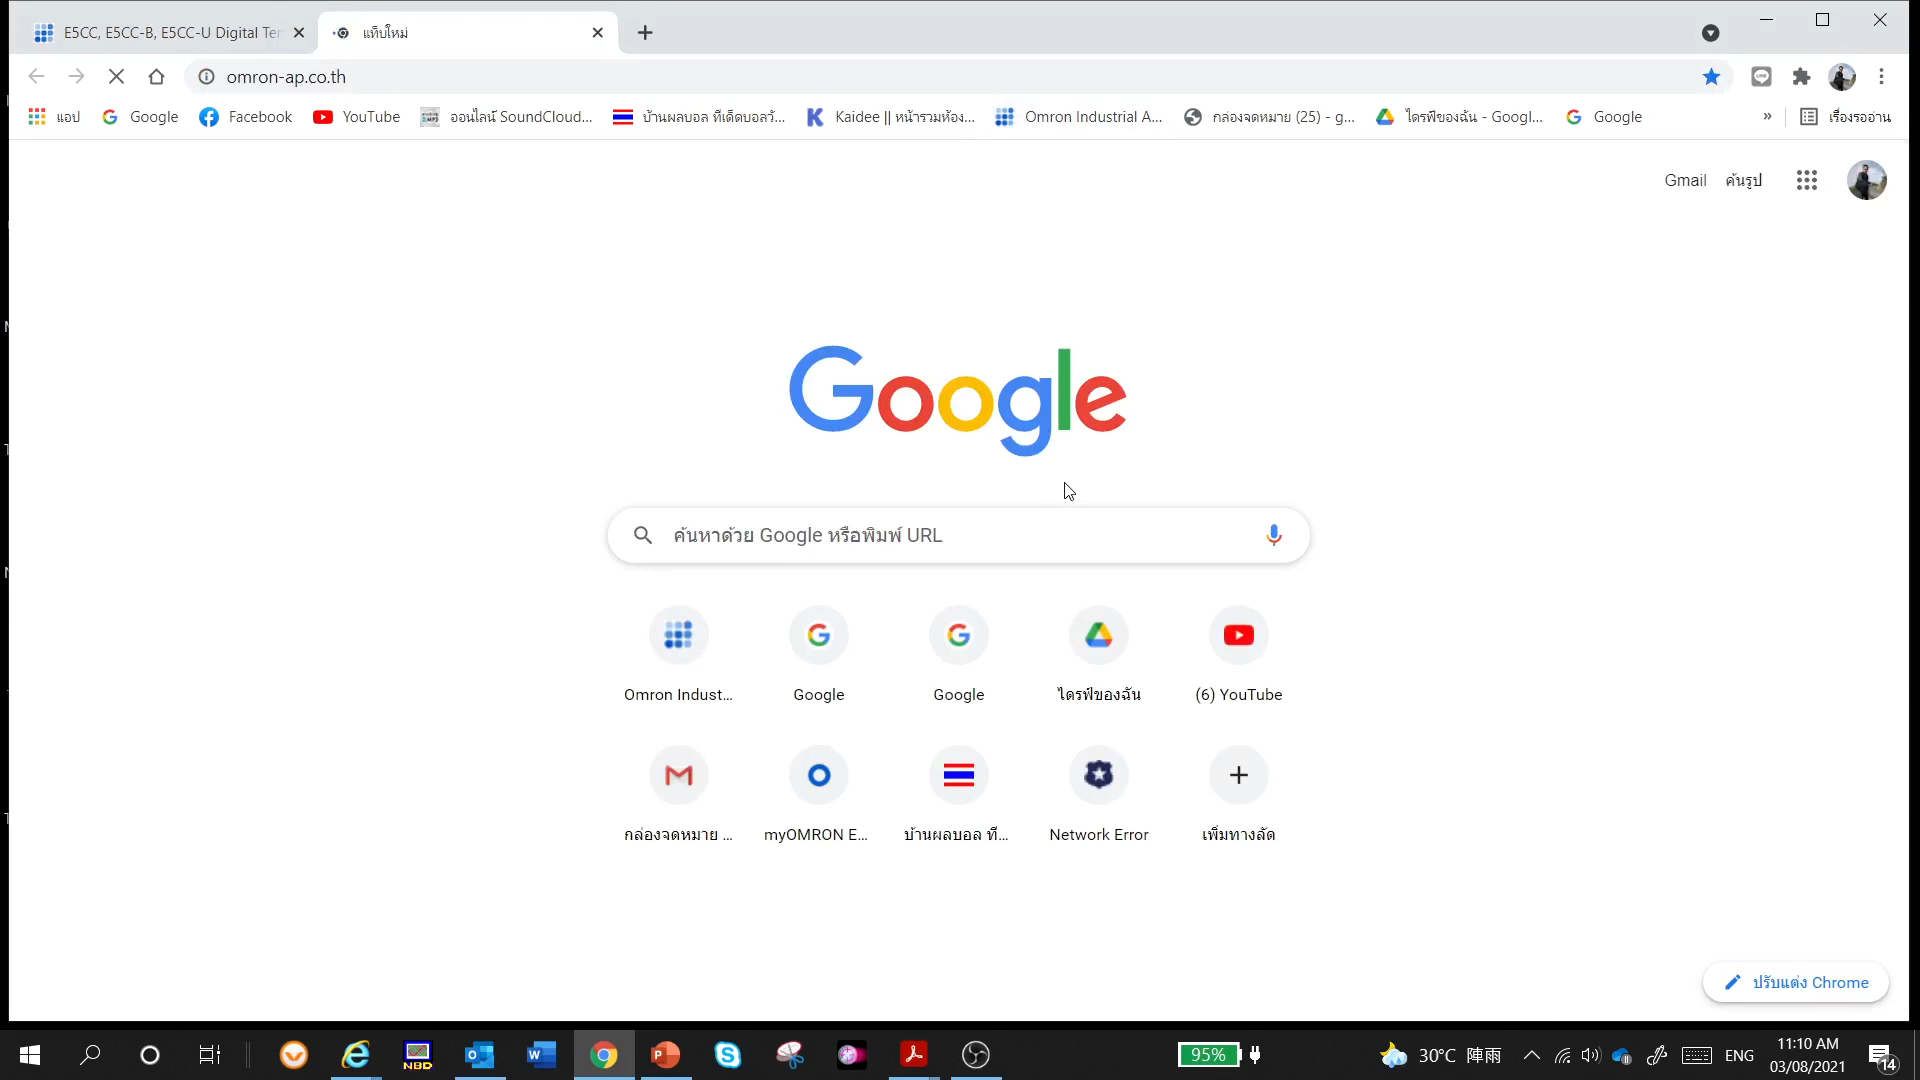 E5CC, E5CC-B, E5CC-U Digital Ter
แท็บใหม่
omron-ap.co.th
แอป
Google
Facebook
YouTube
ออนไลน์ SoundCloud...
บ้านผลบอล ทีเด็ดบอลวั...
Kaidee || หน้ารวมห้อง...
Omron Industrial A...
กล่องจดหมาย (25) - g...
ไดรฟ์ของฉัน - Googl...
Google
»
เรื่องรออ่าน
Gmail
ค้นรูป
Google
ค้นหาด้วย Google หรือพิมพ์ URL
Omron Indust...
Google
Google
ไดรฟ์ของฉัน
(6) YouTube
กล่องจดหมาย ...
myOMRON E...
บ้านผลบอล ที...
Network Error
เพิ่มทางลัด
ปรับแต่ง Chrome
NBD
95%
30°C 陣雨
ENG
11:10 AM
03/08/2021
14